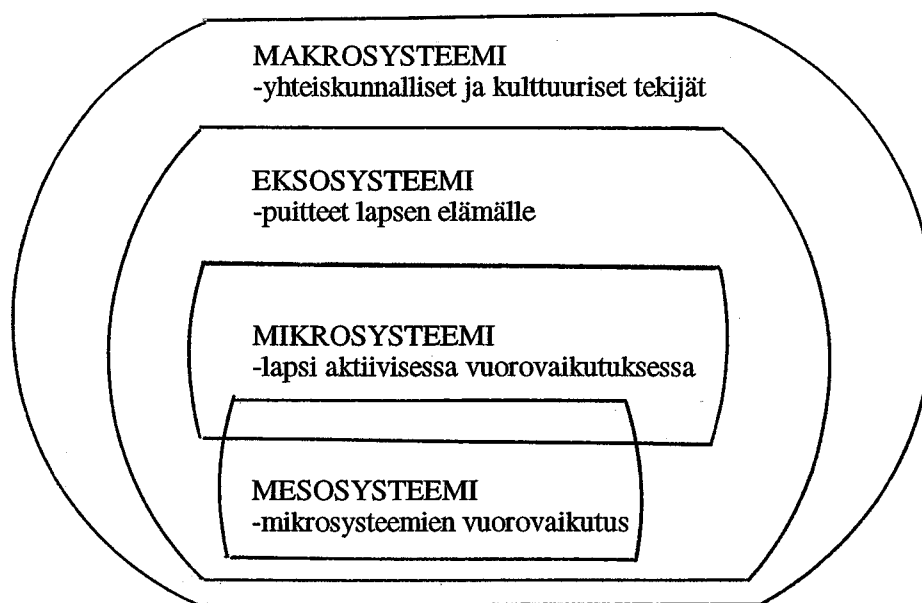 MAKROSYSTEEMI
-yhteiskunnalliset ja kulttuuriset tekijät
EKSOSYSTEEMI
-puitteet lapsen elämälle
MIKROSYSTEEMI
-lapsi aktiivisessa vuorovaikutuksessa
MESOSYSTEEMI
-mikrosysteemien vuorovaikutus